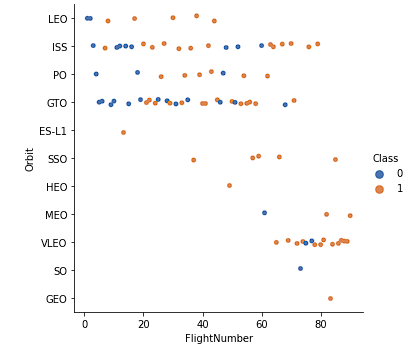 LEO
ISS
PO
GTO
ES-L1
SSO
HEO
MEO
VLEO
SO
GEO
Orbit
0 20 40 60 80
FlightNumber
Class
0
1